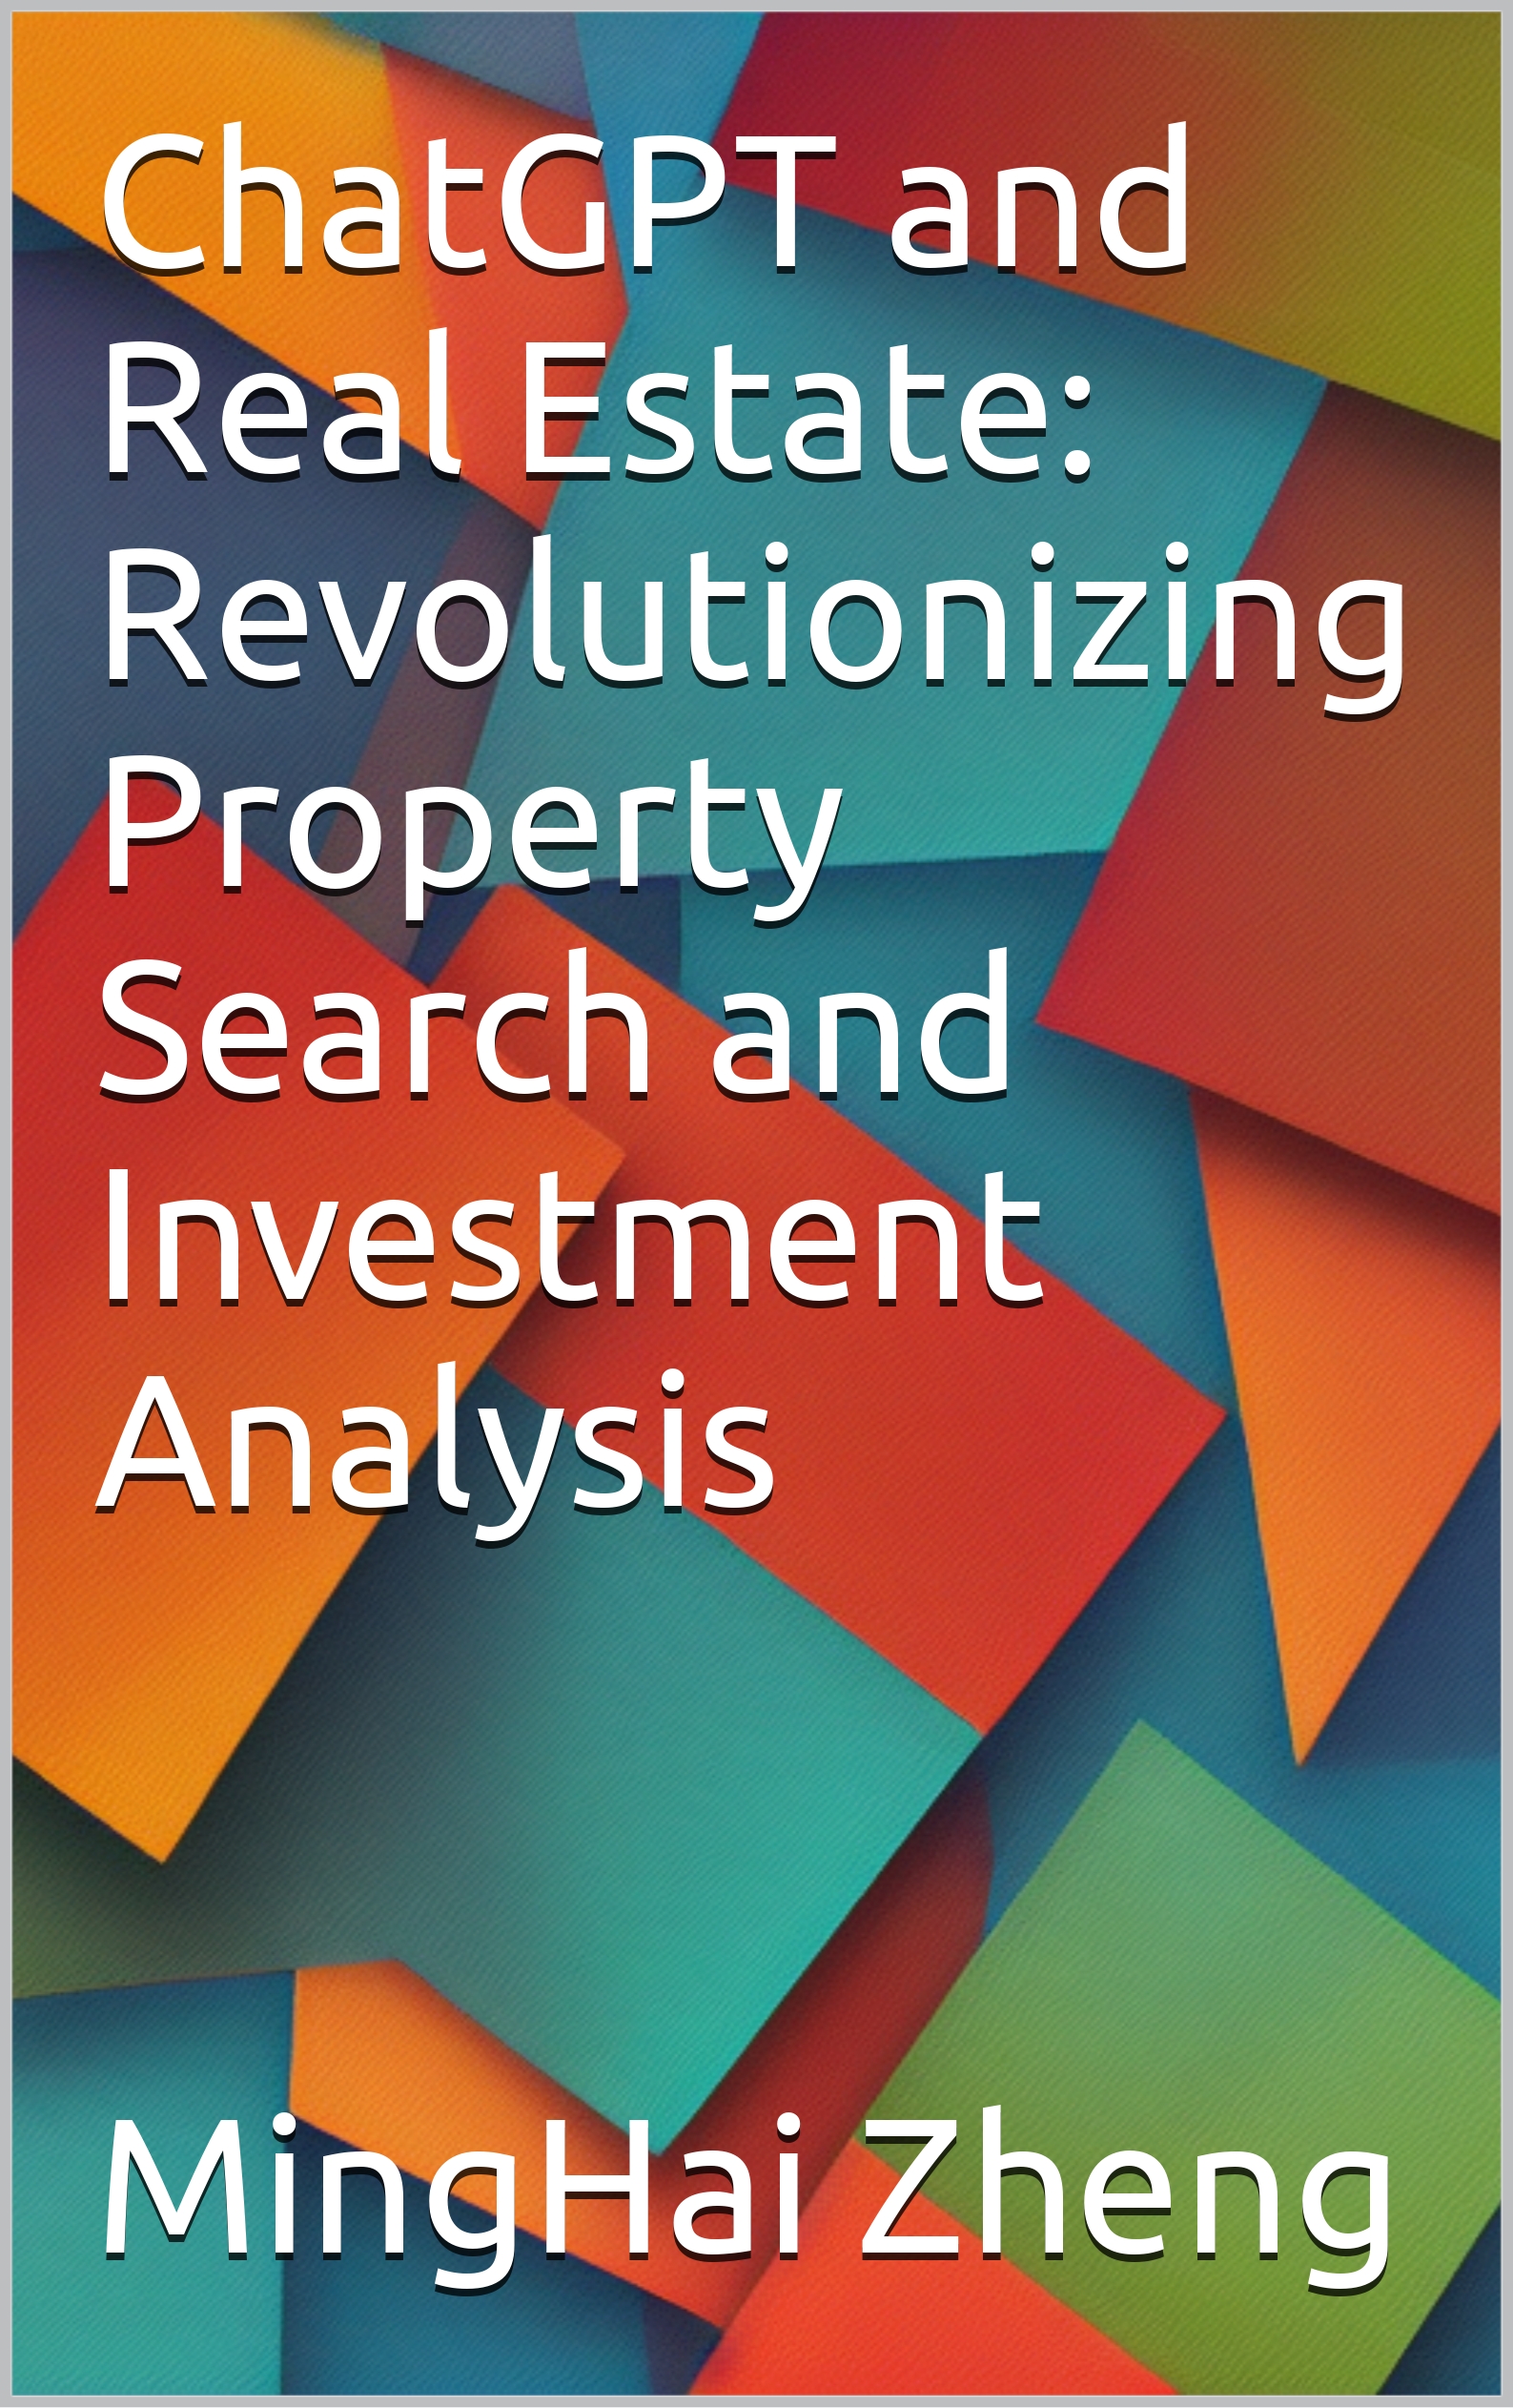 ChatGPT and
Real Estate:
Revolutionizing
Property
Search and
Investment
Analysis
MingHai Zheng